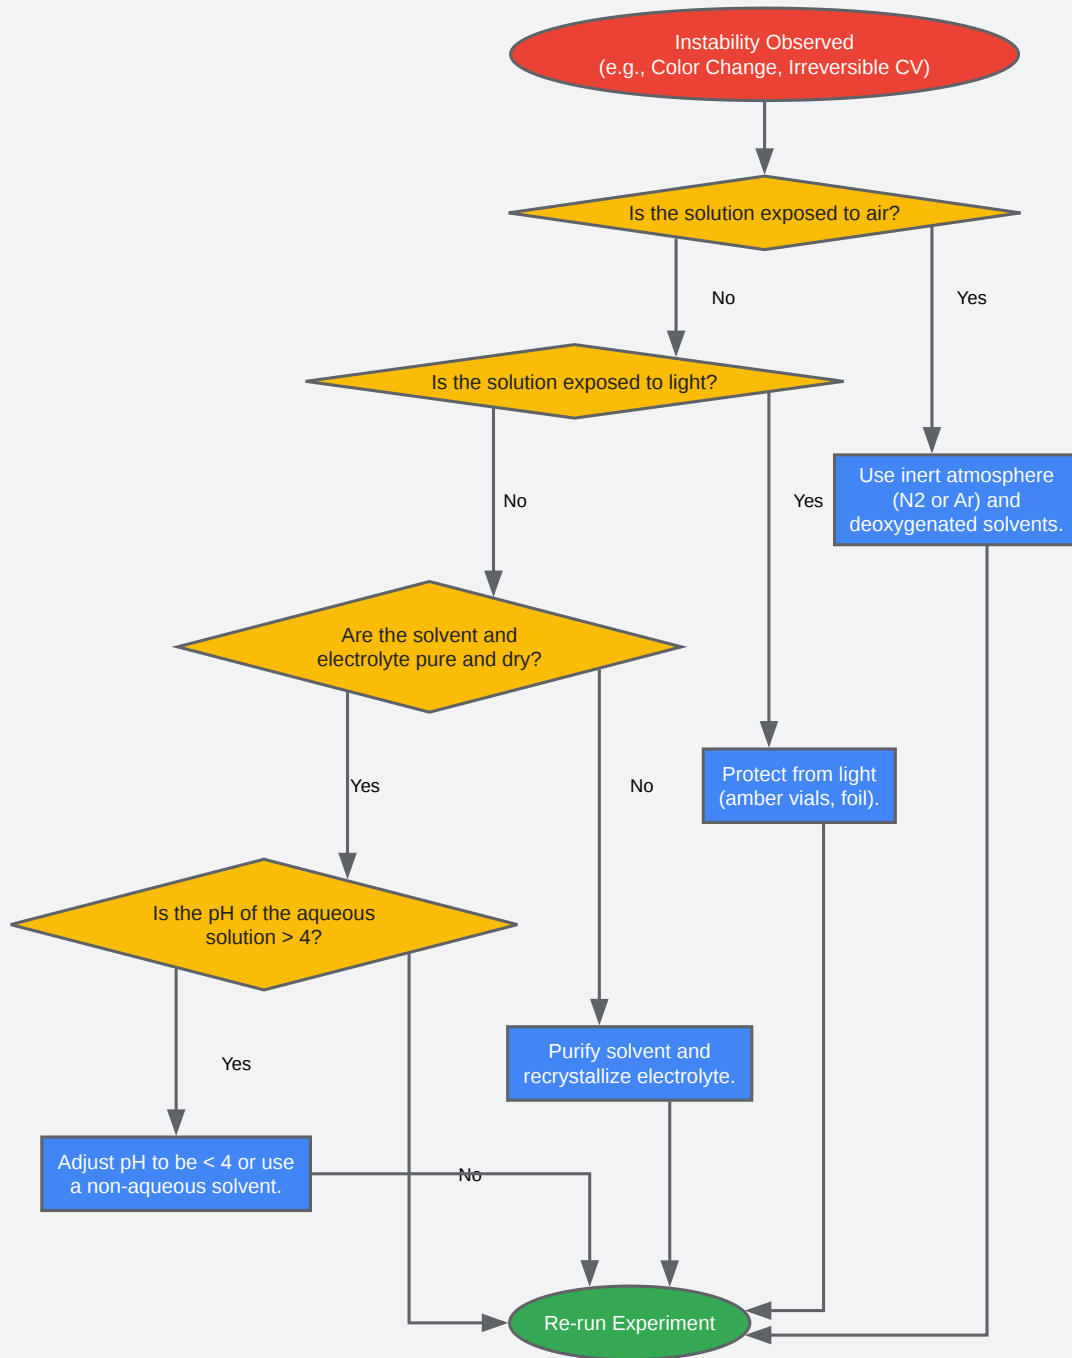 Instability Observed
(e.g., Color Change, Irreversible CV)
Is the solution exposed to air?
No
Yes
Is the solution exposed to light?
Use inert atmosphere
(N2 or Ar) and
deoxygenated solvents.
No
Yes
Are the solvent and
electrolyte pure and dry?
Protect from light
(amber vials, foil).
Yes
No
Is the pH of the aqueous
solution > 4?
Purify solvent and
recrystallize electrolyte.
Yes
Adjust pH to be < 4 or use
a non-aqueous solvent.
No
Re-run Experiment